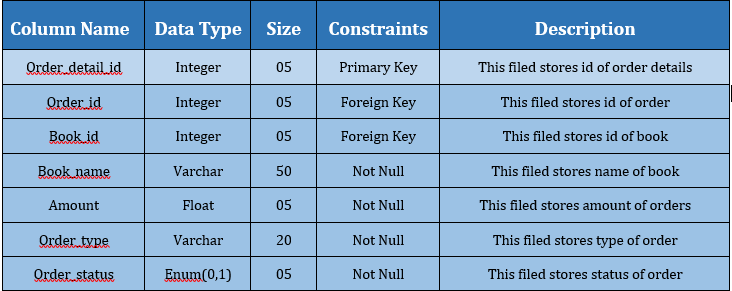 Column Name Data Type Size Constraints Description
Order_detail_id Integer 05 Primary Key This filed stores id of order details
Order_id Integer 05 Foreign Key This filed stores id of order
Book_id Integer 05 Foreign Key This filed stores id of book
Book_name Varchar 50 Not Null This filed stores name of book
Amount Float 05 Not Null This filed stores amount of orders
Order_type Varchar 20 Not Null This filed stores type of order
Order_status Enum(0,1) 05 Not Null This filed stores status of order